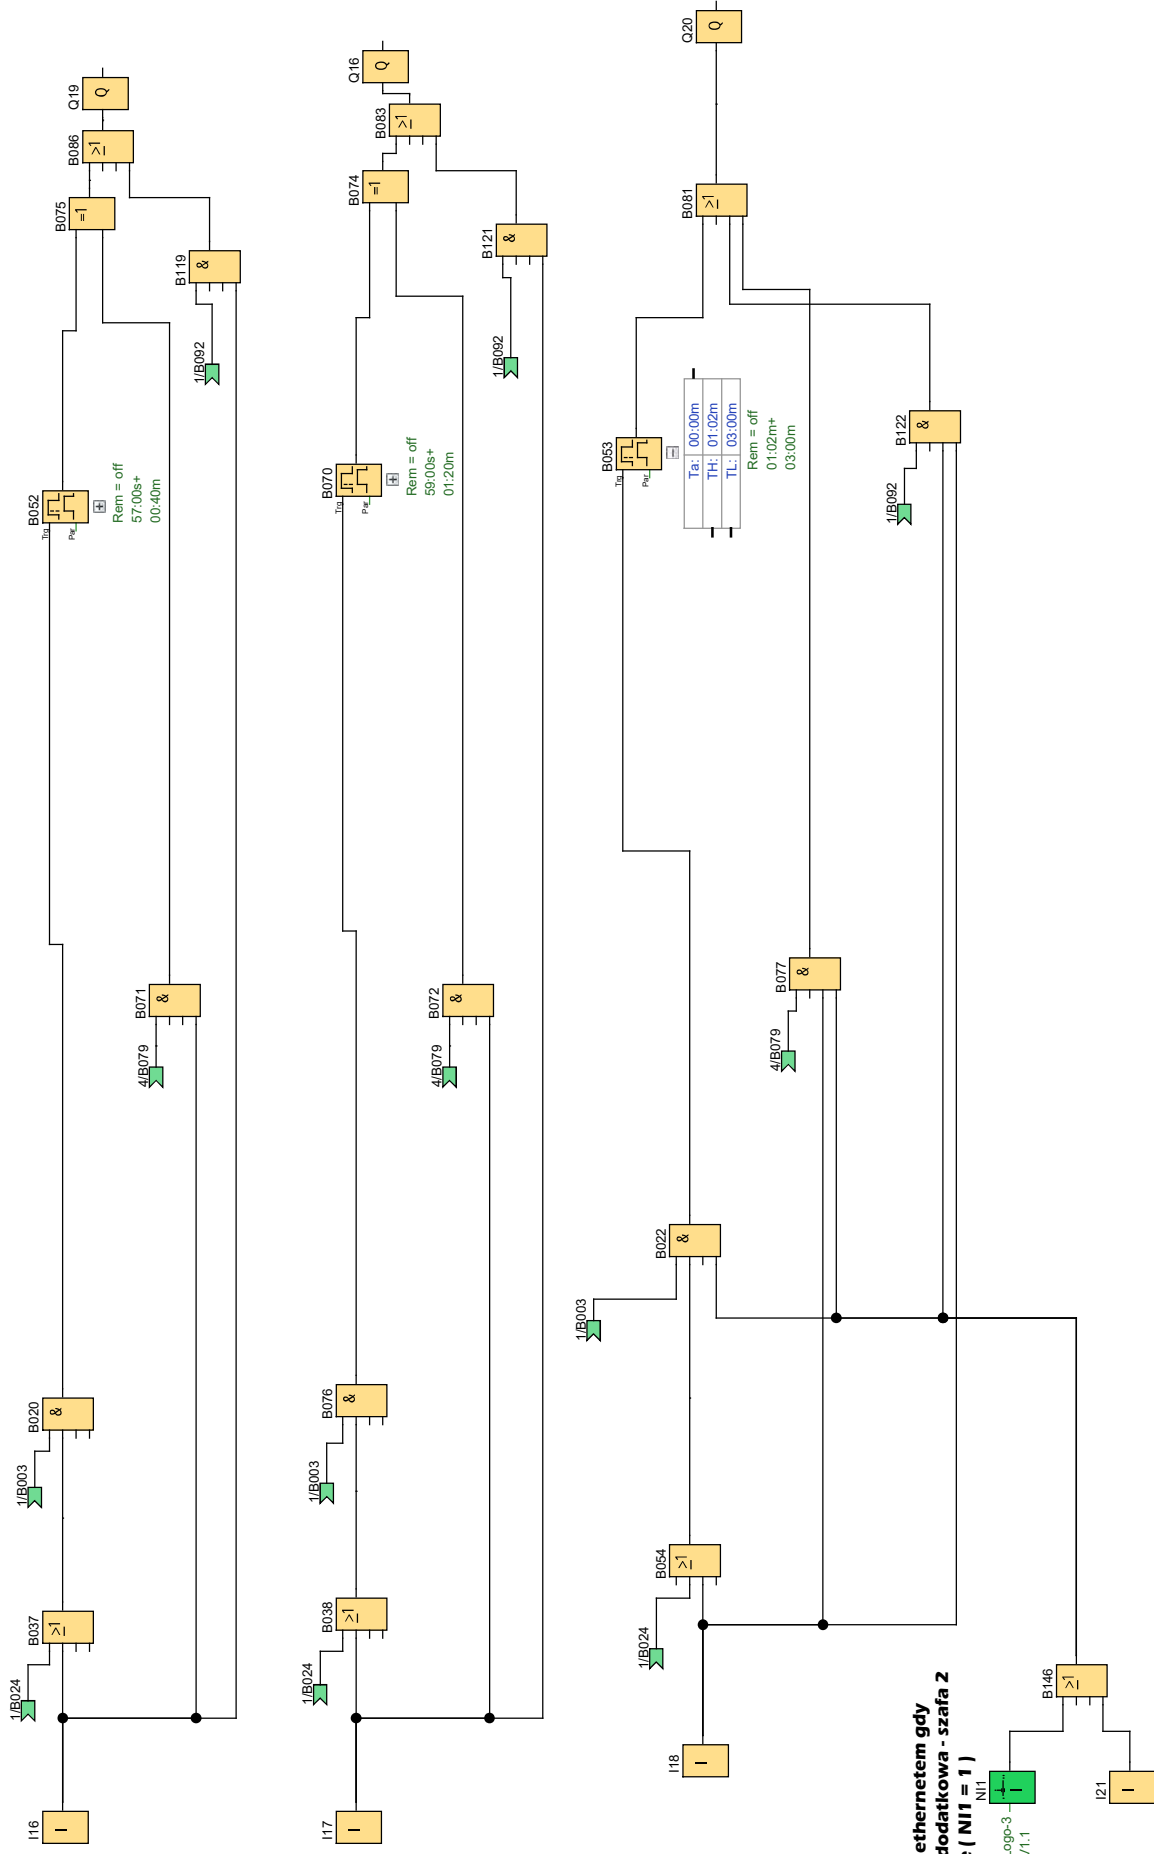 Q19
Q
B086
>1
B075
=1
B119
&
1/B092
B052
Trg
Par
Rem = off
57:00s+
00:40m
B071
&
4/B079
B020
&
1/B003
B037
>1
1/B024
I16
I
Q16
Q
B083
>1
B074
=1
B121
&
1/B092
B070
Trg
Par
Rem = off
59:00s+
01:20m
B072
&
4/B079
B076
&
1/B003
B038
>1
1/B024
I17
I
Q20
Q
B081
>1
B053
Trg
Par
Ta: 00:00m
TH: 01:02m
TL: 03:00m
Rem = off
01:02m+
03:00m
B122
&
1/B092
B077
&
4/B079
B022
&
1/B003
B054
>1
1/B024
I18
I
B146
>1
ethernetem gdy
dodatkowa - szafa 2
( NI1 = 1 )
NI1
I
/1.1
I21
I